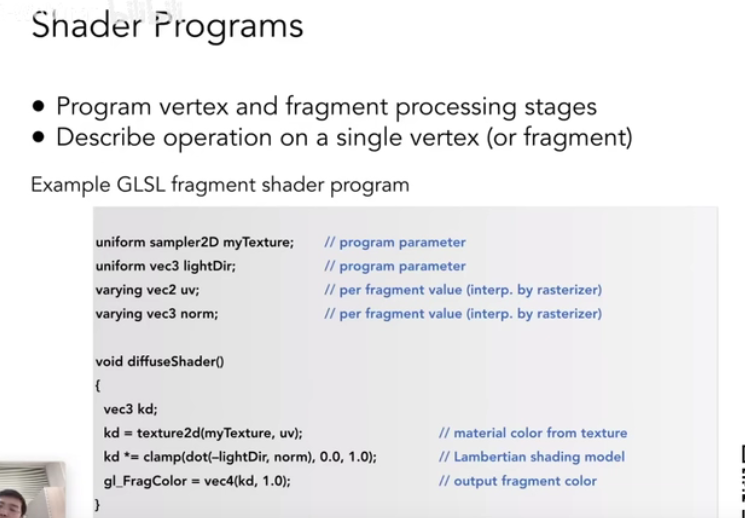 Shader Programs
● Program vertex and fragment processing stages
● Describe operation on a single vertex (or fragment)
Example GLSL fragment shader program
uniform sampler2D myTexture; // program parameter
uniform vec3 lightDir; // program parameter
varying vec2 uv; // per fragment value (interp. by rasterizer)
varying vec3 norm; // per fragment value (interp. by rasterizer)
void diffuseShader()
{
vec3 kd;
kd = texture2d(myTexture, uv); // material color from texture
kd *= clamp(dot(–lightDir, norm), 0.0, 1.0); // Lambertian shading model
gl_FragColor = vec4(kd, 1.0); // output fragment color
}